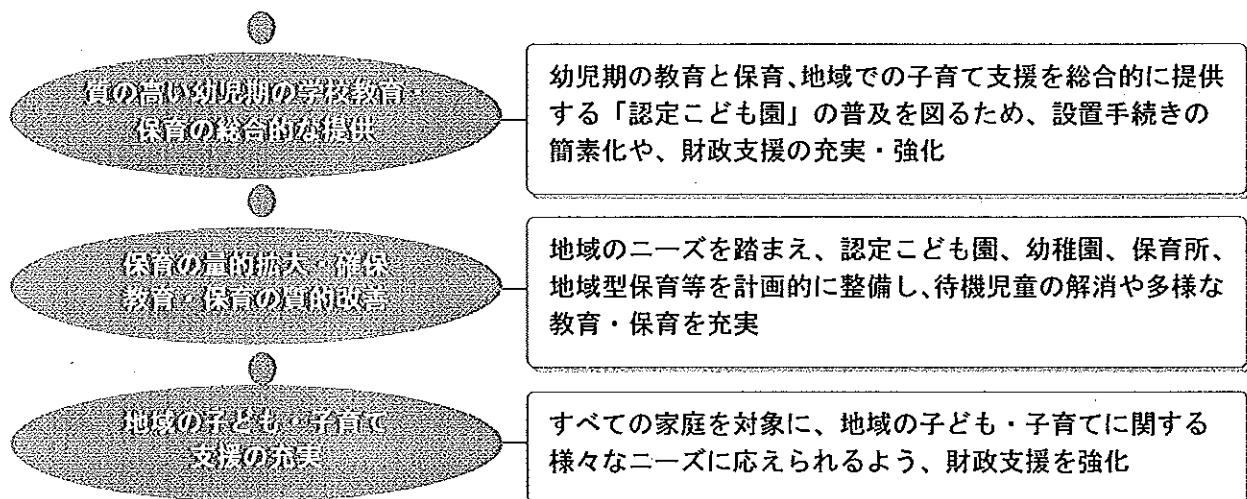 質の高い幼児期の学校教育・
保育の総合的な提供
幼児期の教育と保育、地域での子育て支援を総合的に提供
する「認定こども園」の普及を図るため、設置手続きの
簡素化や、財政支援の充実・強化
保育の量的拡大・確保
教育・保育の質的改善
地域のニーズを踏まえ、認定こども園、幼稚園、保育所、
地域型保育等を計画的に整備し、待機児童の解消や多様な
教育・保育を充実
地域の子ども・子育て
支援の充実
すべての家庭を対象に、地域の子ども・子育てに関する
様々なニーズに応えられるよう、財政支援を強化